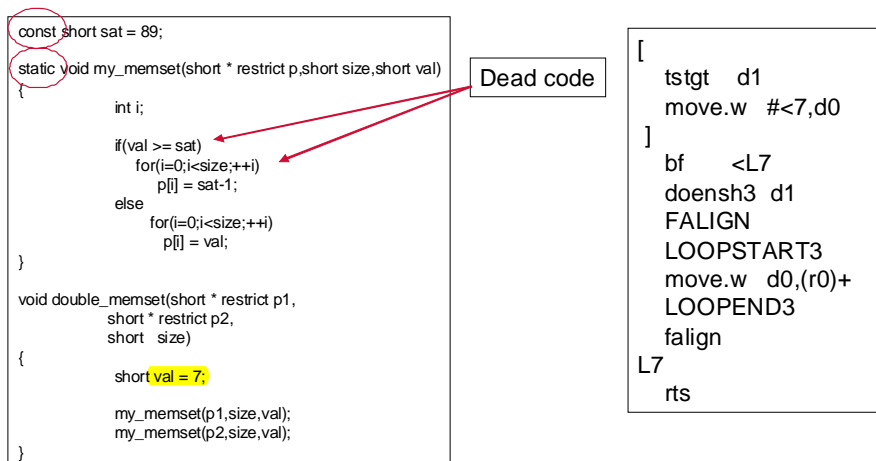 const short sat = 89;
static void my_memset(short * restrict p,short size,short val)
{
int i;
if(val >= sat)
for(i=0;i<size;++i)
p[i] = sat-1;
else
for(i=0;i<size;++i)
p[i] = val;
}
void double_memset(short * restrict p1,
short * restrict p2,
short size)
{
short val = 7;
my_memset(p1,size,val);
my_memset(p2,size,val);
}
Dead code
[
tstgt d1
move.w #<7,d0
]
bf <L7
doensh3 d1
FALIGN
LOOPSTART3
move.w d0,(r0)+
LOOPEND3
falign
L7
rts